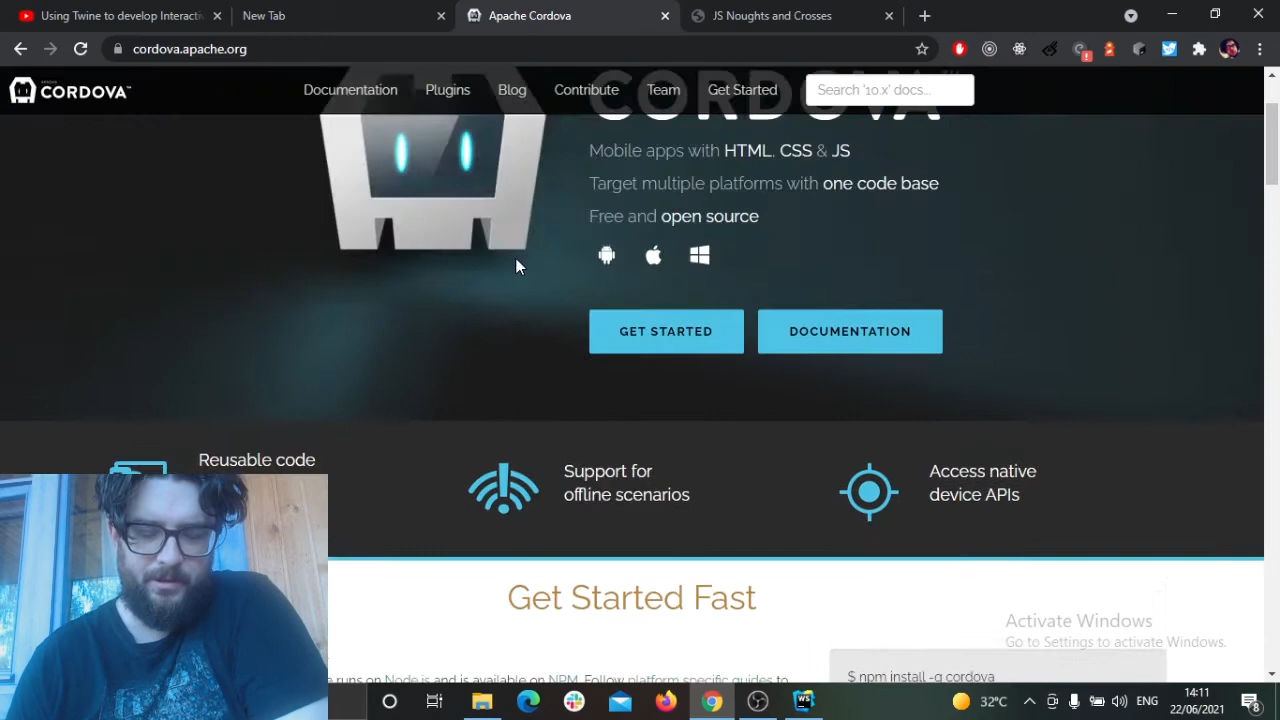 Using Twine to develop Interacti
New Tab
Apache Cordova
JS Noughts and Crosses
cordova.apache.org
CORDOVA™
Documentation
Plugins
Blog
Contribute
Team
Get Started
Search '10.x' docs...
CORDOVA
Mobile apps with HTML, CSS & JS
Target multiple platforms with one code base
Free and open source
GET STARTED
DOCUMENTATION
Reusable code
Support for
offline scenarios
Access native
device APIs
Get Started Fast
Activate Windows
Go to Settings to activate Windows.
runs on Node.js and is available on NPM. Follow platform specific guides to
$ npm install -g cordova
32°C
ENG
14:11
22/06/2021
8